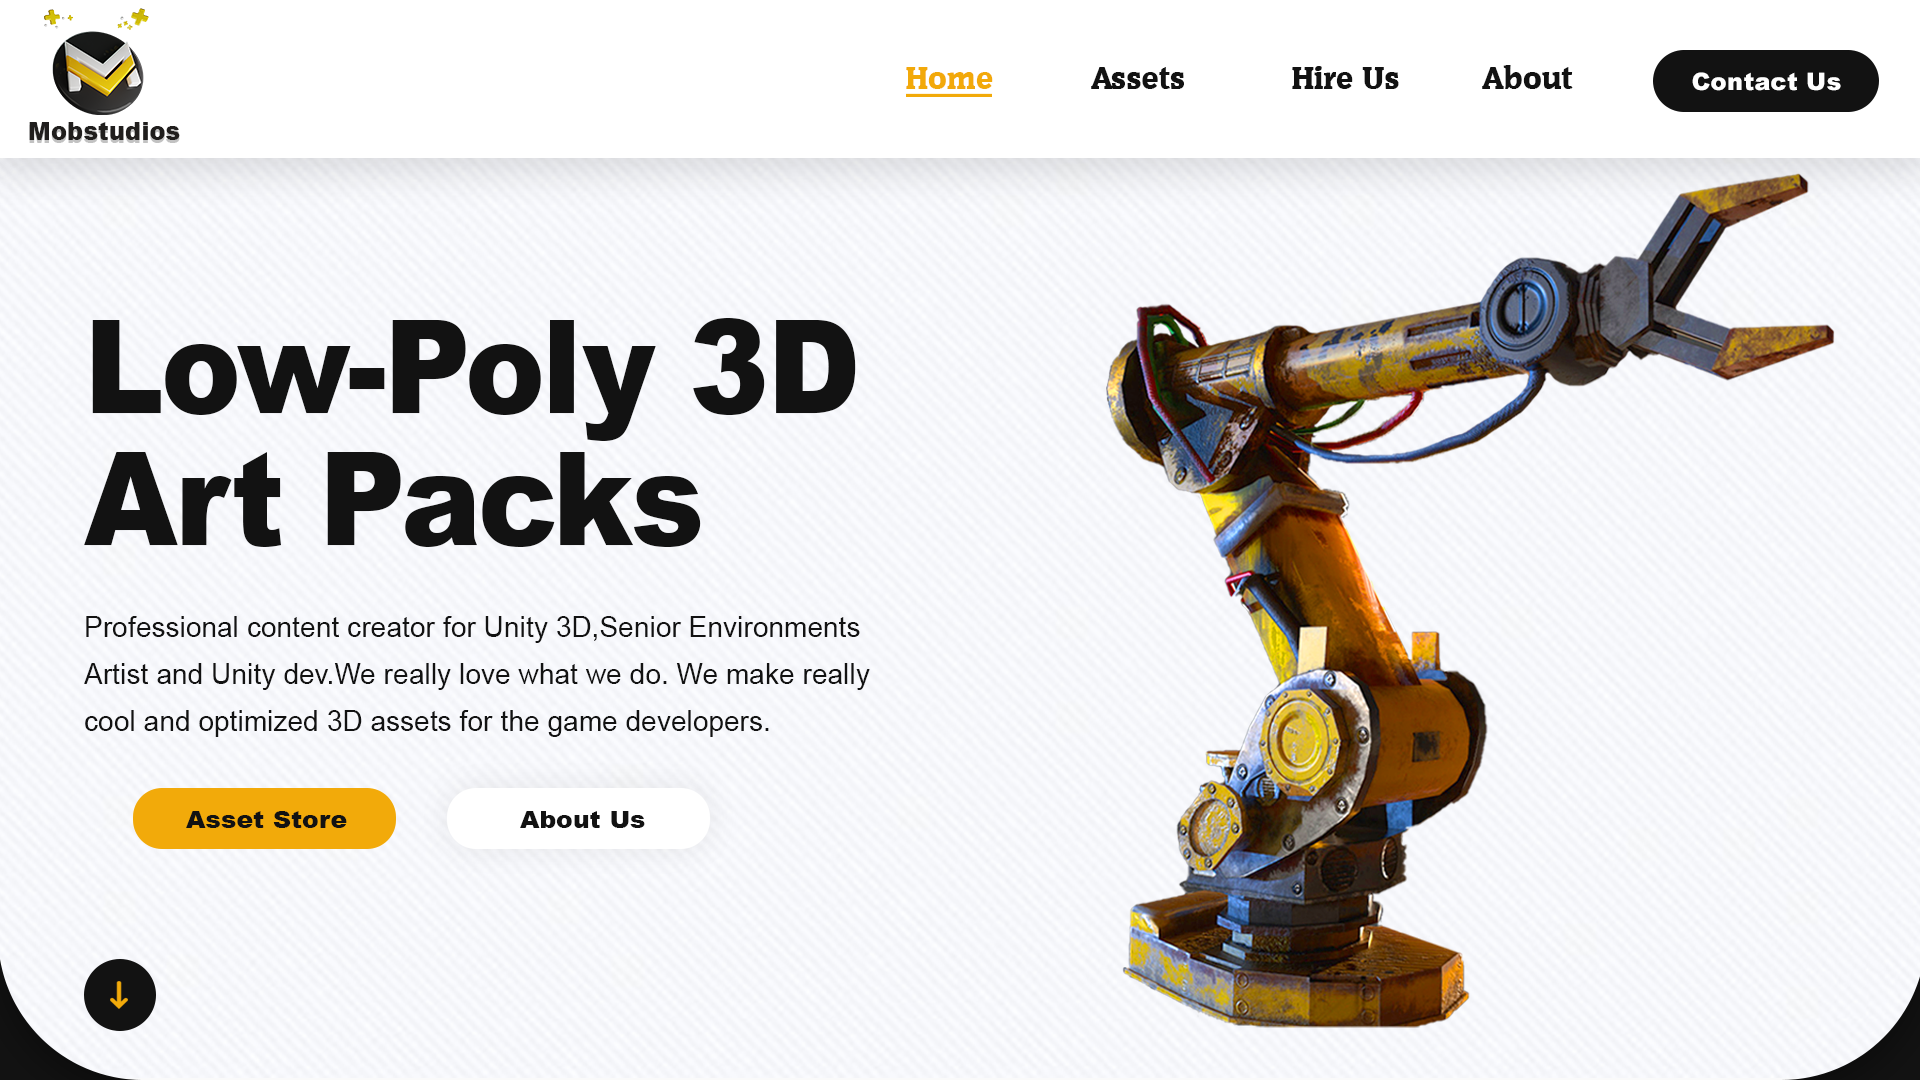 Mobstudios
Home
Assets
Hire Us
About
Contact Us
Low-Poly 3D
Art Packs
Professional content creator for Unity 3D,Senior Environments
Artist and Unity dev.We really love what we do. We make really
cool and optimized 3D assets for the game developers.
Asset Store
About Us